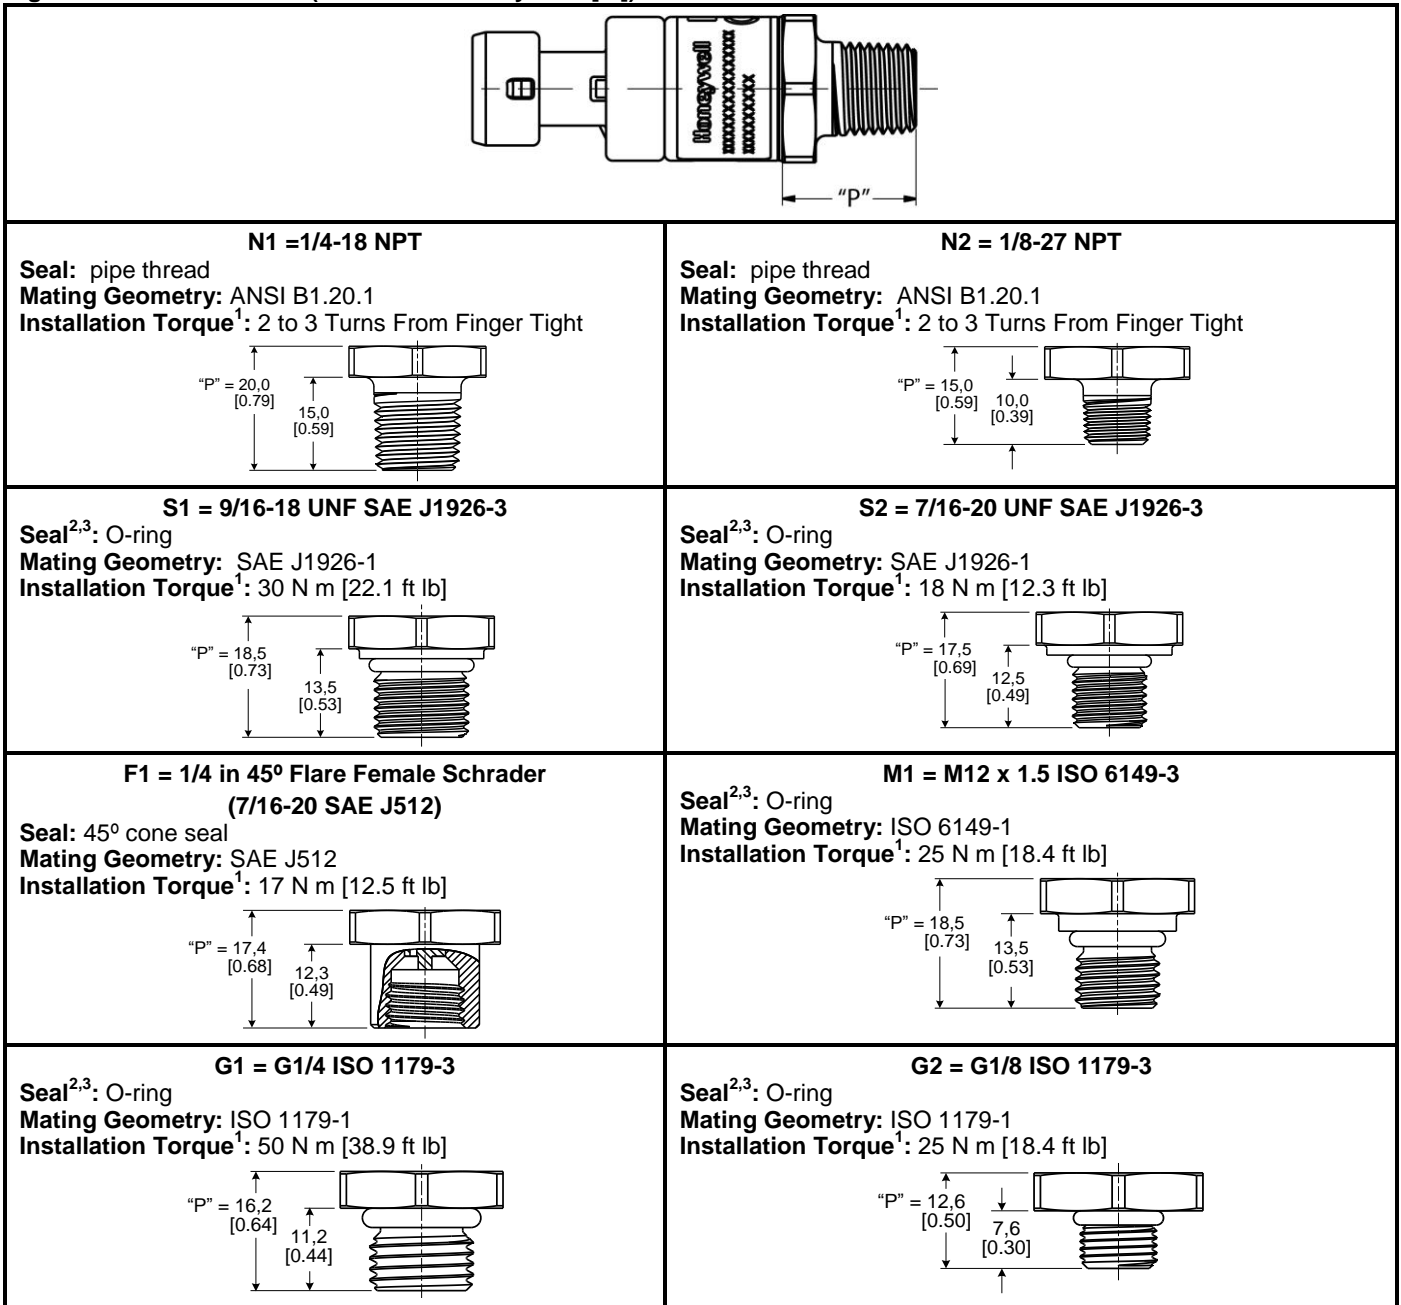 Honeywell
XXXXXXXXXXXXX
XXXXXXXXX
"P"
N1 =1/4-18 NPT
Seal: pipe thread
Mating Geometry: ANSI B1.20.1
Installation Torque1: 2 to 3 Turns From Finger Tight
"P" = 20,0
[0.79]
15,0
[0.59]
N2 = 1/8-27 NPT
Seal: pipe thread
Mating Geometry: ANSI B1.20.1
Installation Torque1: 2 to 3 Turns From Finger Tight
"P" = 15,0
[0.59]
10,0
[0.39]
S1 = 9/16-18 UNF SAE J1926-3
Seal2,3: O-ring
Mating Geometry: SAE J1926-1
Installation Torque1: 30 N m [22.1 ft lb]
"P" = 18,5
[0.73]
13,5
[0.53]
S2 = 7/16-20 UNF SAE J1926-3
Seal2,3: O-ring
Mating Geometry: SAE J1926-1
Installation Torque1: 18 N m [12.3 ft lb]
"P" = 17,5
[0.69]
12,5
[0.49]
F1 = 1/4 in 45º Flare Female Schrader
(7/16-20 SAE J512)
Seal: 45º cone seal
Mating Geometry: SAE J512
Installation Torque1: 17 N m [12.5 ft lb]
"P" = 17,4
[0.68]
12,3
[0.49]
M1 = M12 x 1.5 ISO 6149-3
Seal2,3: O-ring
Mating Geometry: ISO 6149-1
Installation Torque1: 25 N m [18.4 ft lb]
"P" = 18,5
[0.73]
13,5
[0.53]
G1 = G1/4 ISO 1179-3
Seal2,3: O-ring
Mating Geometry: ISO 1179-1
Installation Torque1: 50 N m [38.9 ft lb]
"P" = 16,2
[0.64]
11,2
[0.44]
G2 = G1/8 ISO 1179-3
Seal2,3: O-ring
Mating Geometry: ISO 1179-1
Installation Torque1: 25 N m [18.4 ft lb]
"P" = 12,6
[0.50]
7,6
[0.30]